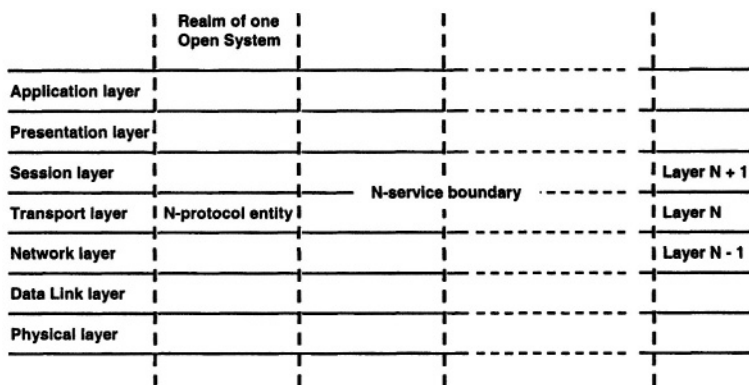 Realm of one
Open System
Application layer
Presentation layer
Session layer
Layer N + 1
N-service boundary
Transport layer
N-protocol entity
Layer N
Network layer
Layer N - 1
Data Link layer
Physical layer